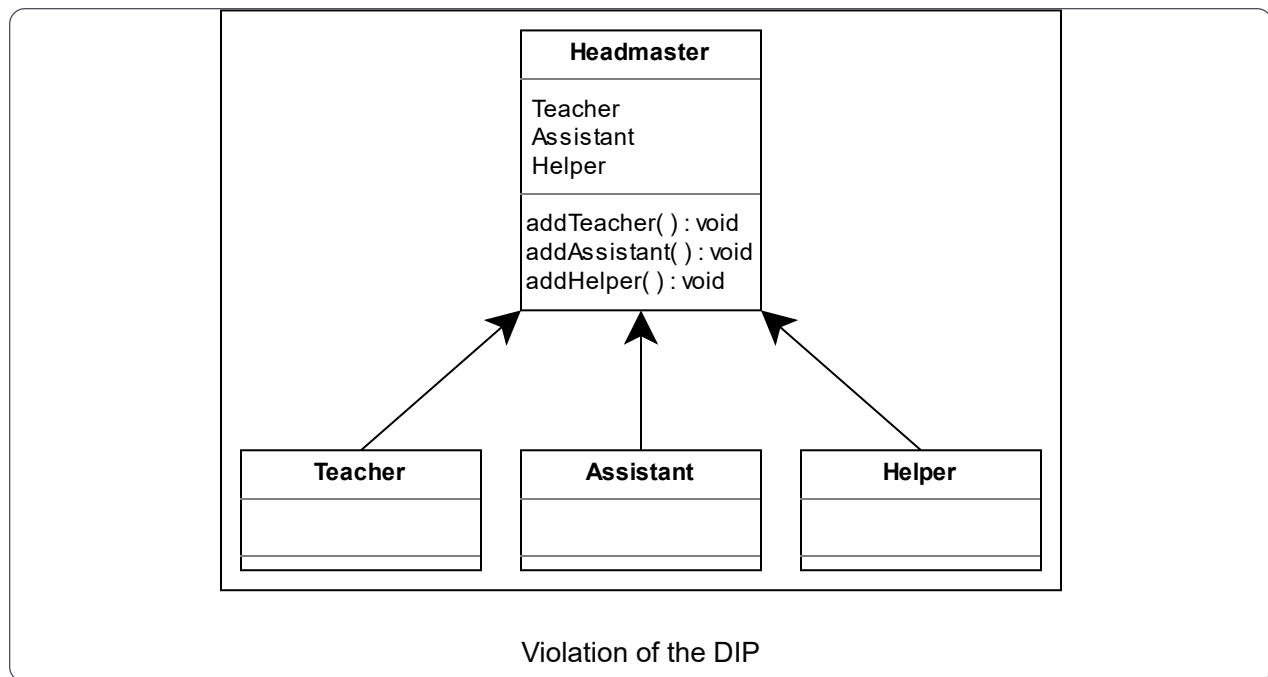 Headmaster
Teacher
Assistant
Helper
addTeacher( ) : void
addAssistant( ) : void
addHelper( ) : void
Teacher
Assistant
Helper
Violation of the DIP